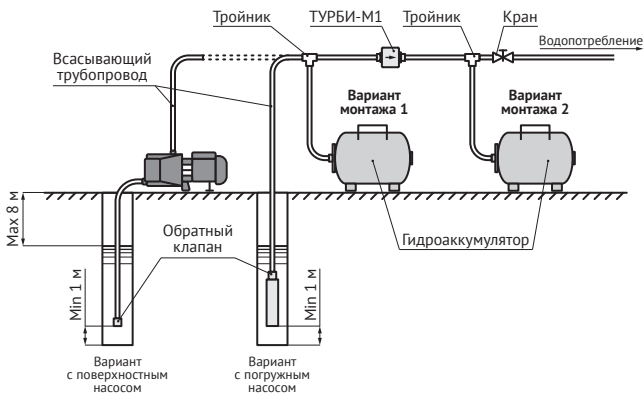 Тройник
ТУРБИ-М1
Тройник
Кран
Водопотребление
Всасывающий
трубопровод
Вариант
монтажа 1
Вариант
монтажа 2
Max 8 м
Обратный
клапан
Гидроаккумулятор
Min 1 м
Min 1 м
Вариант
с поверхностным
насосом
Вариант
с погружным
насосом